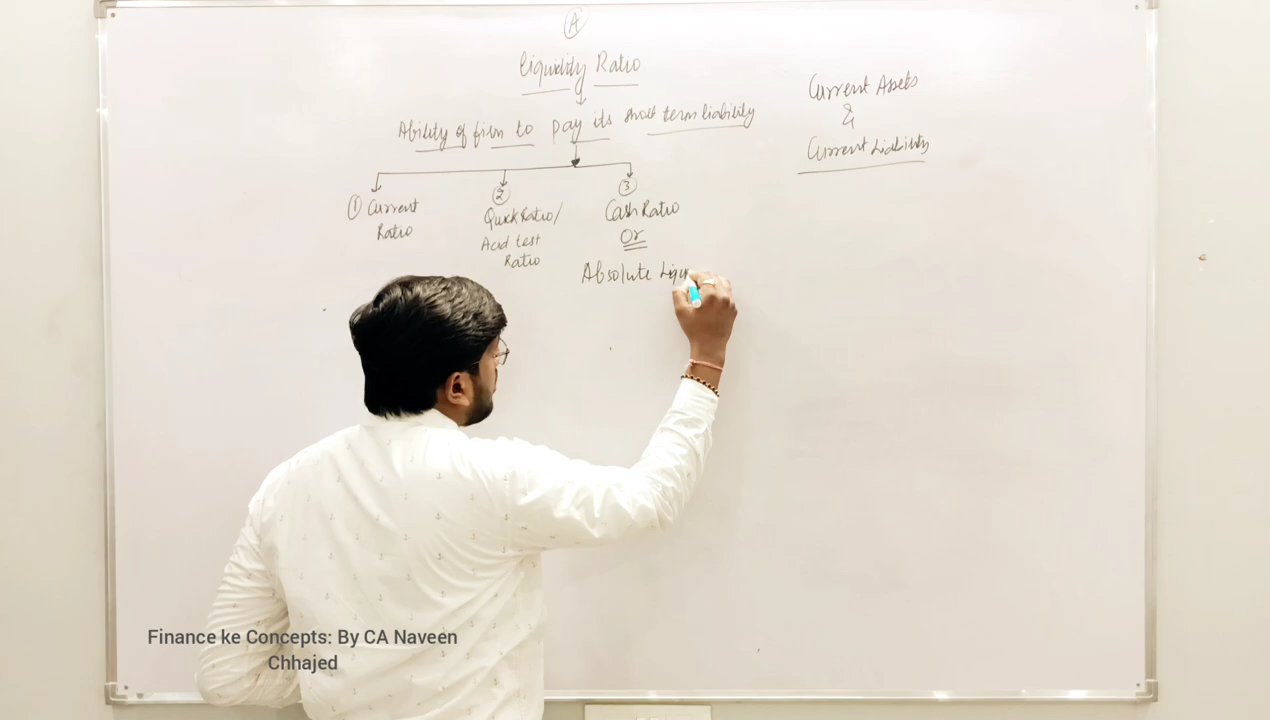 A
Liquidity Ratio
Ability of firm to pay its short term liability
Current Assets
&
Current Liability
① Current
Ratio
②
Quick Ratio/
Acid test
Ratio
③
Cash Ratio
Or
Absolute Liqu
Finance ke Concepts: By CA Naveen
Chhajed